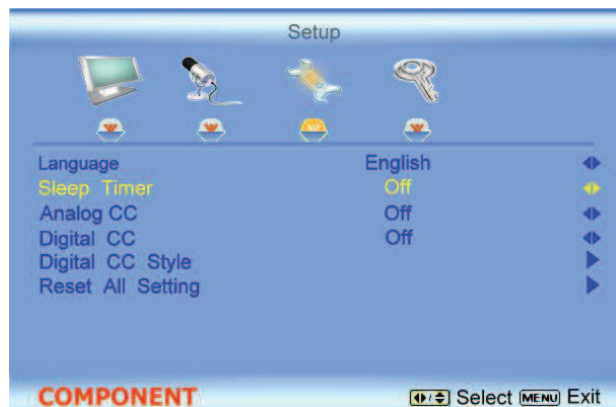 Setup
Language English
Sleep Timer Off
Analog CC Off
Digital CC Off
Digital CC Style
Reset All Setting
COMPONENT Select MENU Exit